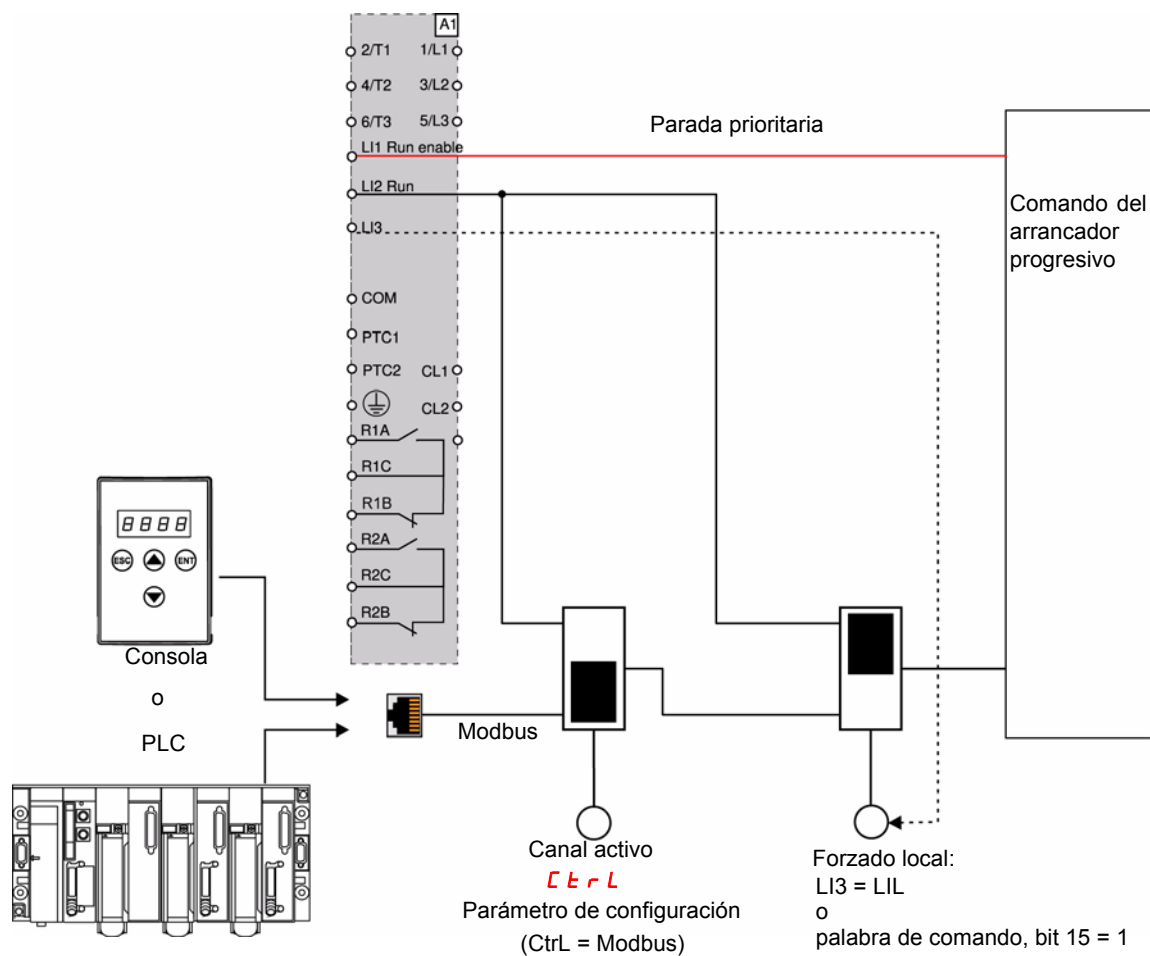 A1
2/T1 1/L1
4/T2 3/L2
6/T3 5/L3
LI1 Run enable
Parada prioritaria
LI2 Run
LI3
Comando del
arrancador
progresivo
COM
PTC1
PTC2 CL1
CL2
R1A
R1C
R1B
R2A
R2C
R2B
8888
ESC ENT
Consola
o
PLC
Modbus
Canal activo
CtrL
Parámetro de configuración
(CtrL = Modbus)
Forzado local:
LI3 = LIL
o
palabra de comando, bit 15 = 1